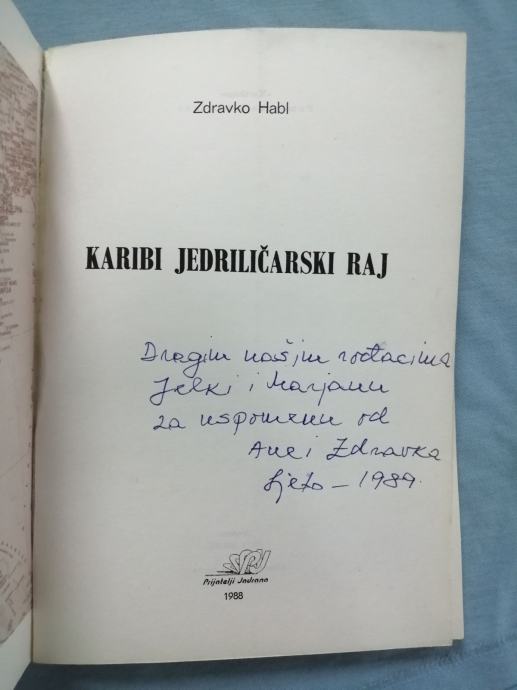 Zdravko Habl
KARIBI JEDRILIČARSKI RAJ
Dragim našim rođacima
Jelki i Marjanu
za uspomenu od
Ane i Zdravka
Ljeto – 1989.
Prijatelji Jadrana
1988